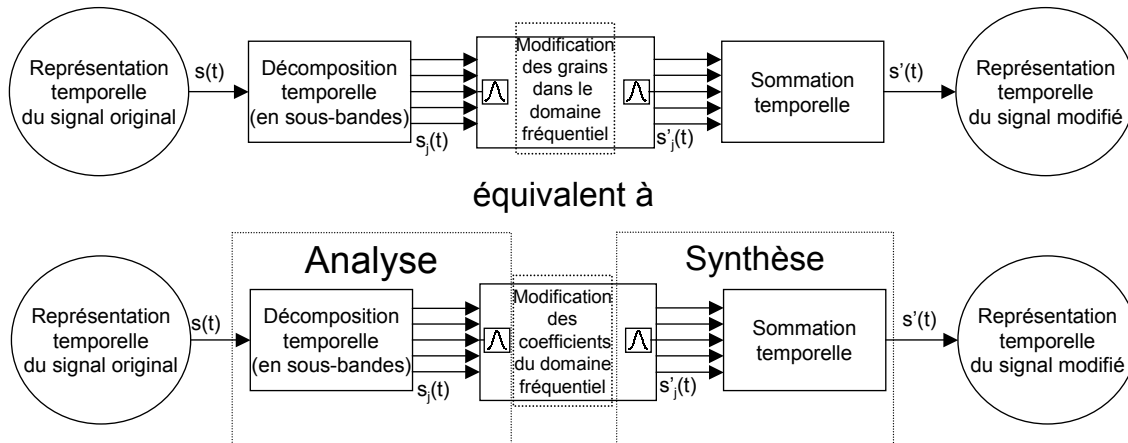 Représentation
temporelle
du signal original
s(t)
Décomposition
temporelle
(en sous-bandes)
sj(t)
Modification
des grains
dans le
domaine
fréquentiel
s'j(t)
Sommation
temporelle
s'(t)
Représentation
temporelle
du signal modifié
équivalent à
Analyse
Synthèse
Représentation
temporelle
du signal original
s(t)
Décomposition
temporelle
(en sous-bandes)
sj(t)
Modification
des
coefficients
du domaine
fréquentiel
s'j(t)
Sommation
temporelle
s'(t)
Représentation
temporelle
du signal modifié